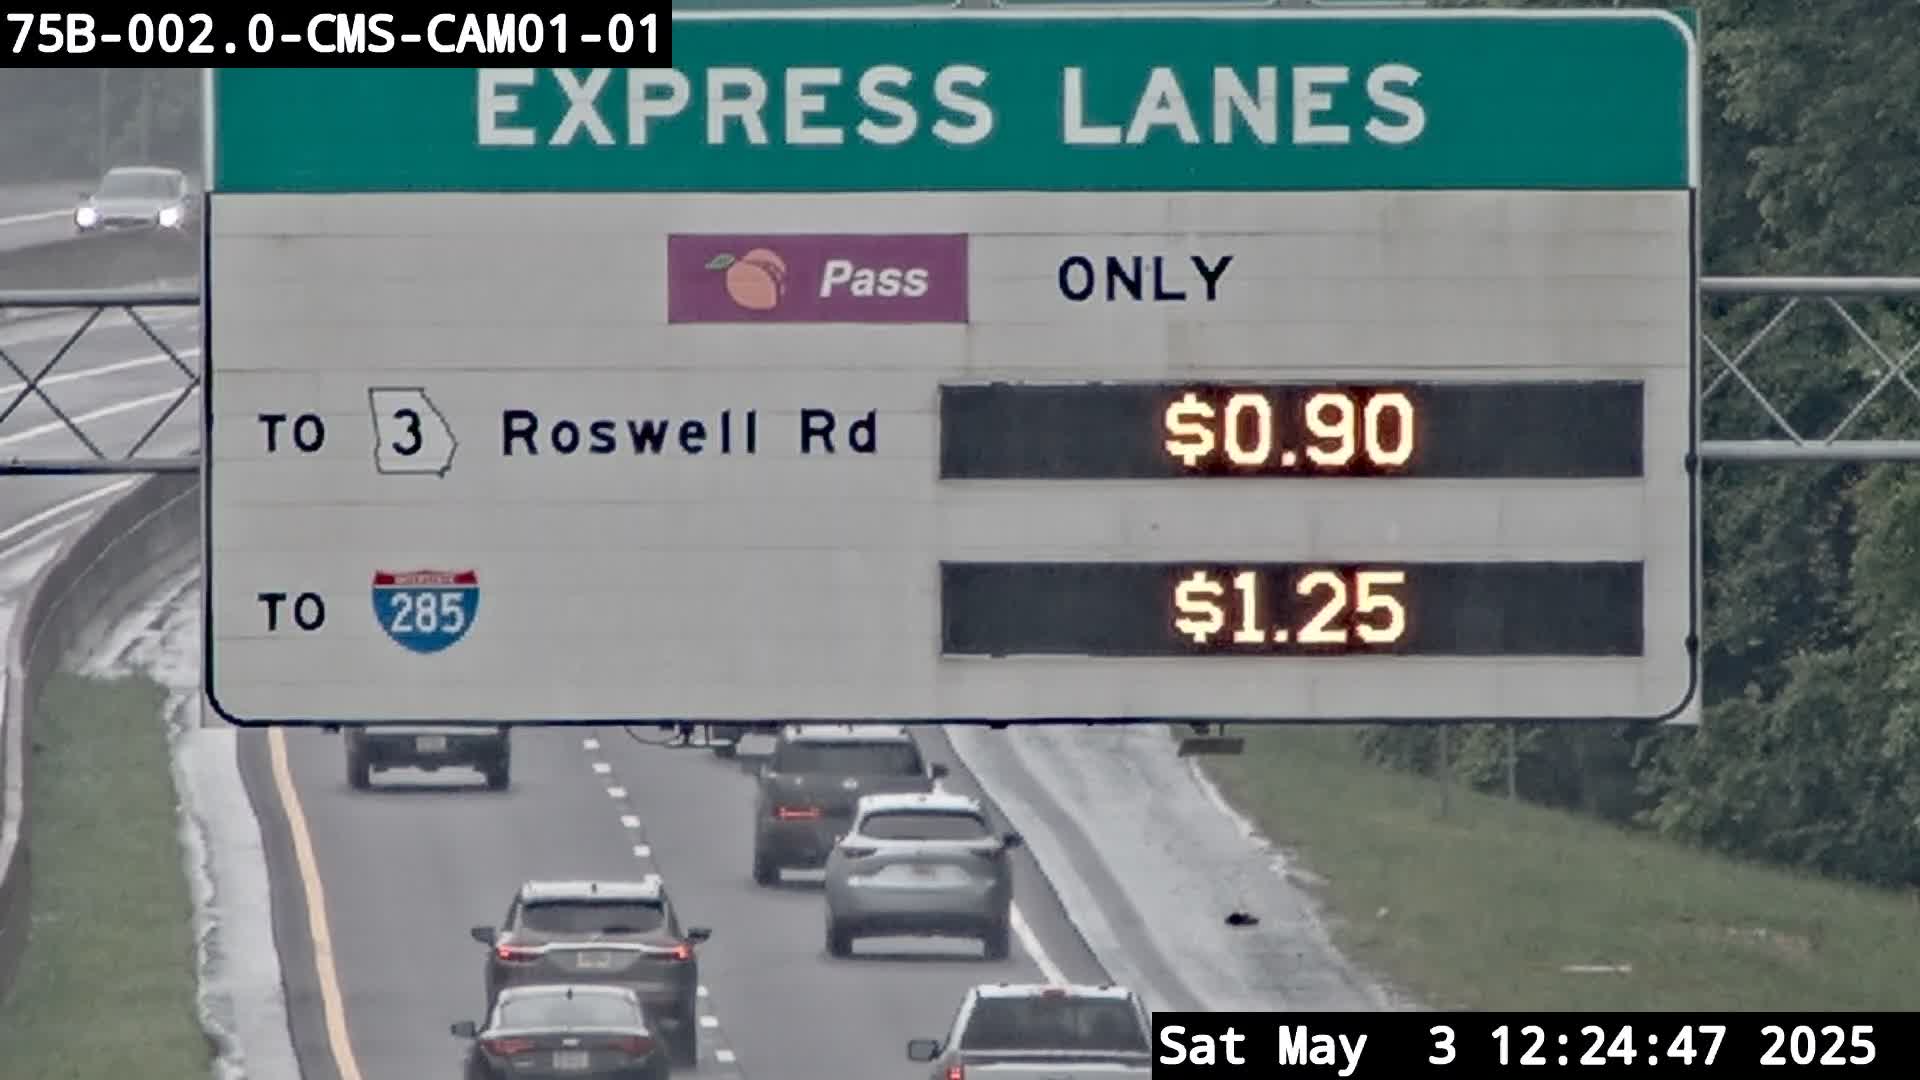 75B-002.0-CMS-CAM01-01
EXPRESS LANES
Pass ONLY
TO 3 Roswell Rd $0.90
TO 285 $1.25
Sat May 3 12:24:47 2025